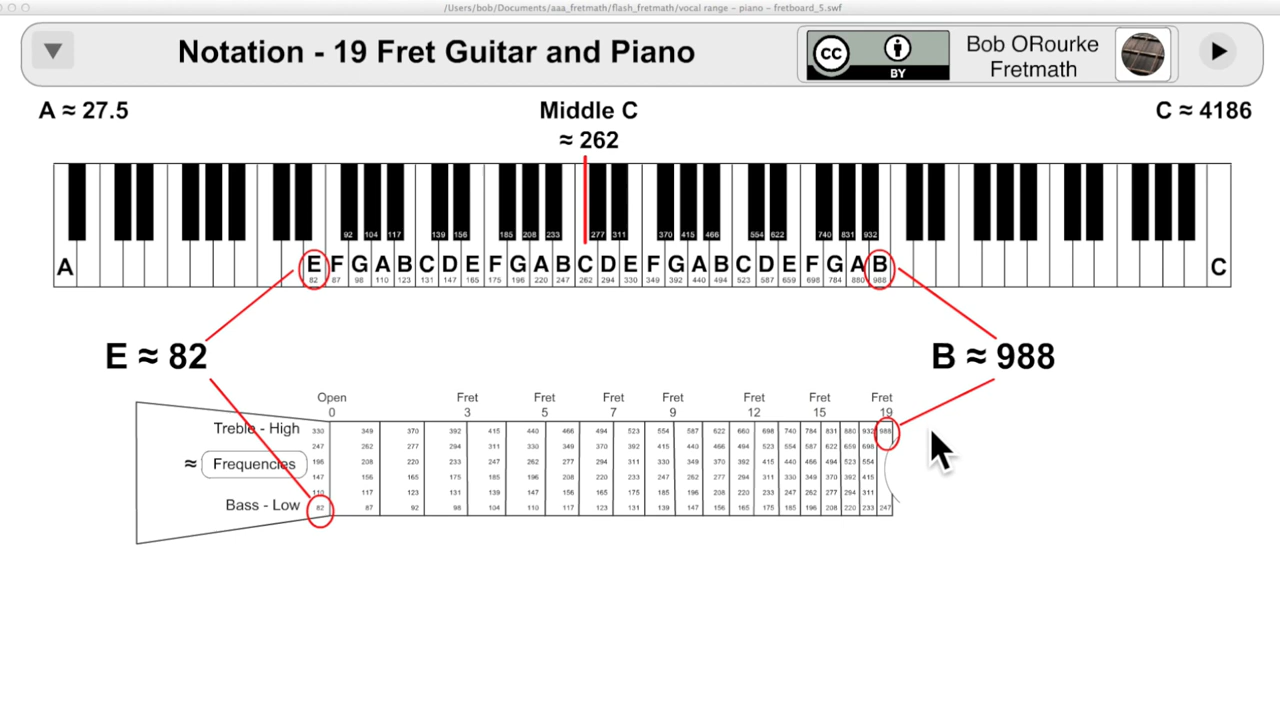 /Users/bob/Documents/aaa_fretmath/flash_fretmath/vocal range – piano – fretboard_5.swf
Notation - 19 Fret Guitar and Piano
cc
BY
Bob ORourke
Fretmath
A ≈ 27.5
Middle C
≈ 262
C ≈ 4186
92 104 117 139 156 185 208 233 277 311 370 415 466 554 622 740 831 932
A E F G A B C D E F G A B C D E F G A B C D E F G A B C
82 87 98 110 123 131 147 165 175 196 220 247 262 294 330 349 392 440 494 523 587 659 698 784 880 988
E ≈ 82
B ≈ 988
Open Fret Fret Fret Fret Fret Fret Fret
0 3 5 7 9 12 15 19
Treble - High 330 349 370 392 415 440 466 494 523 554 587 622 660 698 740 784 831 880 932 988
247 262 277 294 311 330 349 370 392 415 440 466 494 523 554 587 622 659 698
≈ Frequencies 196 208 220 233 247 262 277 294 311 330 349 370 392 415 440 466 494 523 554
147 156 165 175 185 196 208 220 233 247 262 277 294 311 330 349 370 392 415
110 117 123 131 139 147 156 165 175 185 196 208 220 233 247 262 277 294 311
Bass - Low 82 87 92 98 104 110 117 123 131 139 147 156 165 175 185 196 208 220 233 247